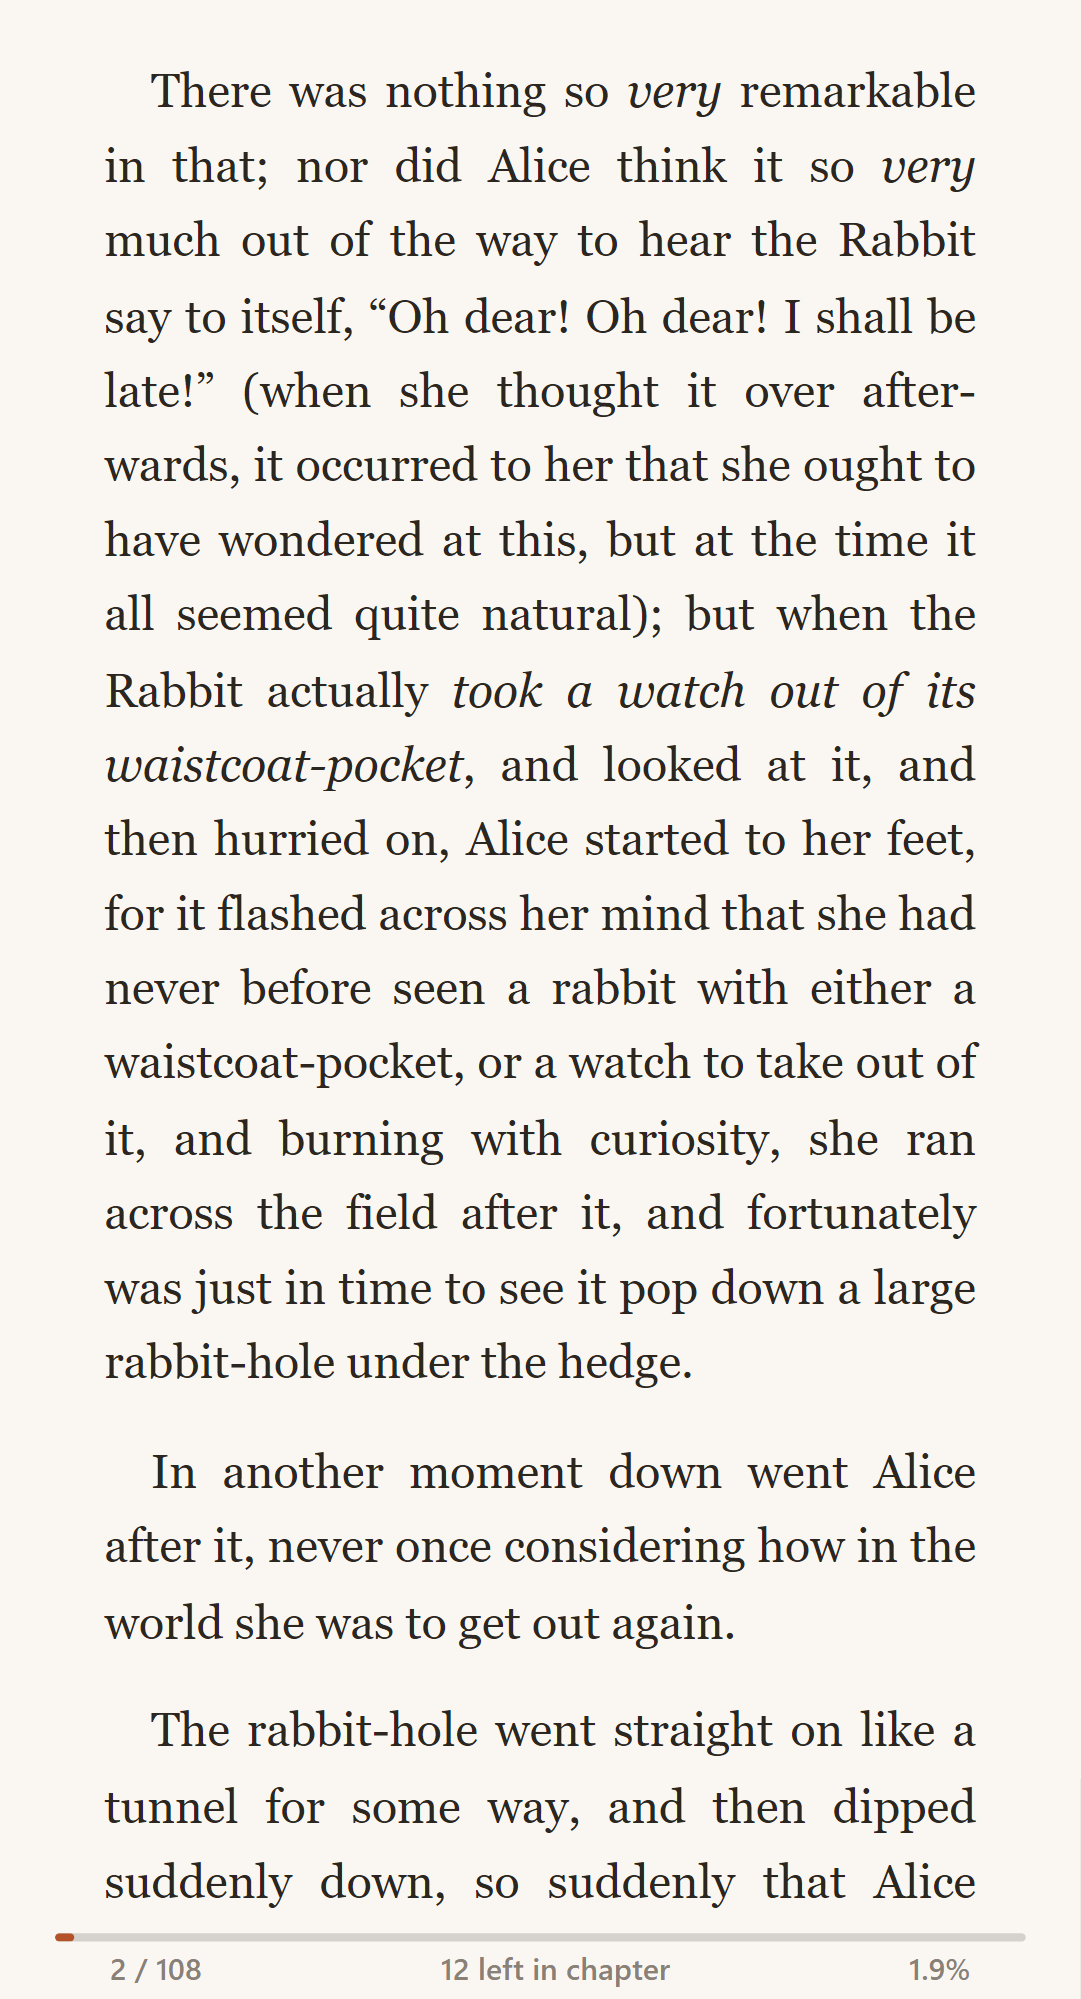 There was nothing so very remarkable
in that; nor did Alice think it so very
much out of the way to hear the Rabbit
say to itself, “Oh dear! Oh dear! I shall be
late!” (when she thought it over after-
wards, it occurred to her that she ought to
have wondered at this, but at the time it
all seemed quite natural); but when the
Rabbit actually took a watch out of its
waistcoat-pocket, and looked at it, and
then hurried on, Alice started to her feet,
for it flashed across her mind that she had
never before seen a rabbit with either a
waistcoat-pocket, or a watch to take out of
it, and burning with curiosity, she ran
across the field after it, and fortunately
was just in time to see it pop down a large
rabbit-hole under the hedge.
In another moment down went Alice
after it, never once considering how in the
world she was to get out again.
The rabbit-hole went straight on like a
tunnel for some way, and then dipped
suddenly down, so suddenly that Alice
2 / 108 12 left in chapter 1.9%